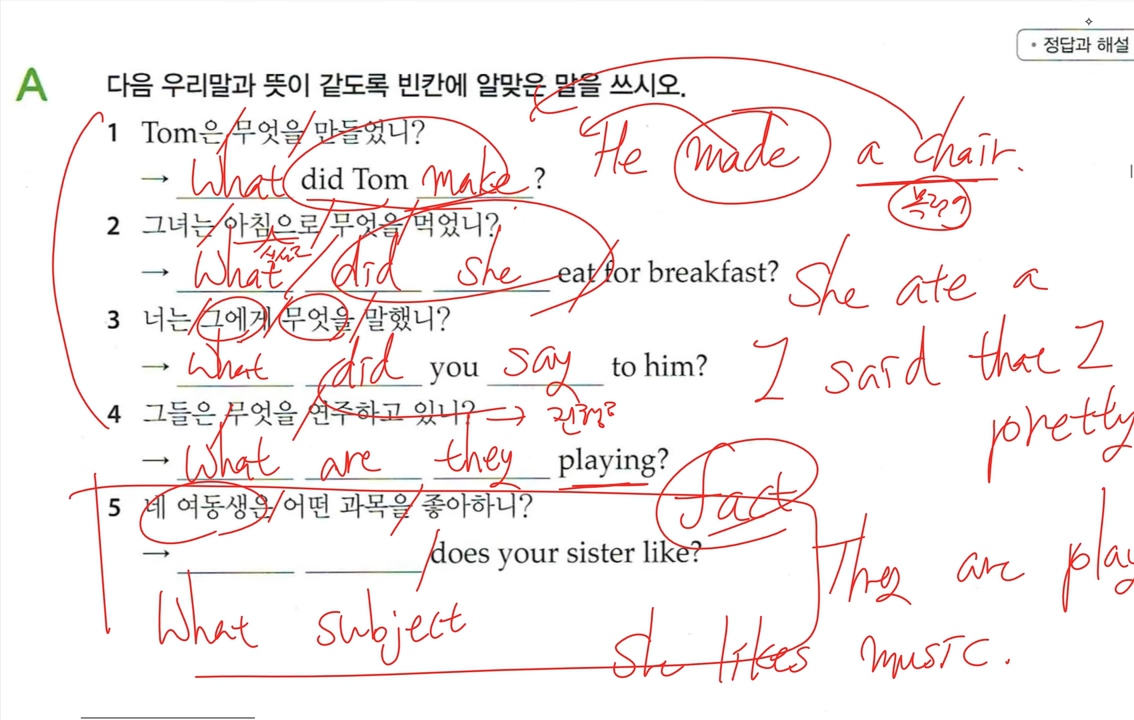 • 정답과 해설
A 다음 우리말과 뜻이 같도록 빈칸에 알맞은 말을 쓰시오.
1 Tom은 무엇을 만들었니?
→ What did Tom make ?
He made a chair.
목적어
2 그녀는 아침으로 무엇을 먹었니?
→ What did she eat for breakfast?
She ate a
3 너는 그에게 무엇을 말했니?
→ What did you say to him?
I said that I
pretty
4 그들은 무엇을 연주하고 있니? →
→ What are they playing?
fact
They are play
5 네 여동생은 어떤 과목을 좋아하니?
→ does your sister like?
What subject
She likes music.